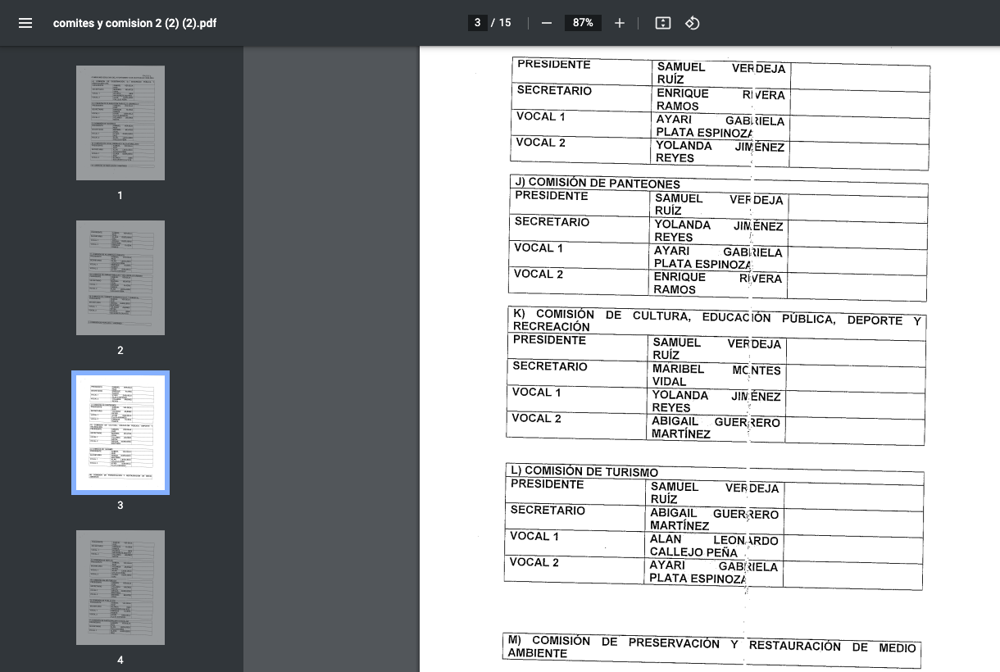 comites y comision 2 (2) (2).pdf
3 / 15
87%
1
2
3
4
PRESIDENTE SAMUEL VERDEJA
RUÍZ
SECRETARIO ENRIQUE RIVERA
RAMOS
VOCAL 1 AYARI GABRIELA
PLATA ESPINOZA
VOCAL 2 YOLANDA JIMÉNEZ
REYES
J) COMISIÓN DE PANTEONES
PRESIDENTE SAMUEL VERDEJA
RUÍZ
SECRETARIO YOLANDA JIMÉNEZ
REYES
VOCAL 1 AYARI GABRIELA
PLATA ESPINOZA
VOCAL 2 ENRIQUE RIVERA
RAMOS
K) COMISIÓN DE CULTURA, EDUCACIÓN PÚBLICA, DEPORTE Y
RECREACIÓN
PRESIDENTE SAMUEL VERDEJA
RUÍZ
SECRETARIO MARIBEL MONTES
VIDAL
VOCAL 1 YOLANDA JIMÉNEZ
REYES
VOCAL 2 ABIGAIL GUERRERO
MARTÍNEZ
L) COMISIÓN DE TURISMO
PRESIDENTE SAMUEL VERDEJA
RUÍZ
SECRETARIO ABIGAIL GUERRERO
MARTÍNEZ
VOCAL 1 ALAN LEONARDO
CALLEJO PEÑA
VOCAL 2 AYARI GABRIELA
PLATA ESPINOZA
M) COMISIÓN DE PRESERVACIÓN Y RESTAURACIÓN DE MEDIO
AMBIENTE